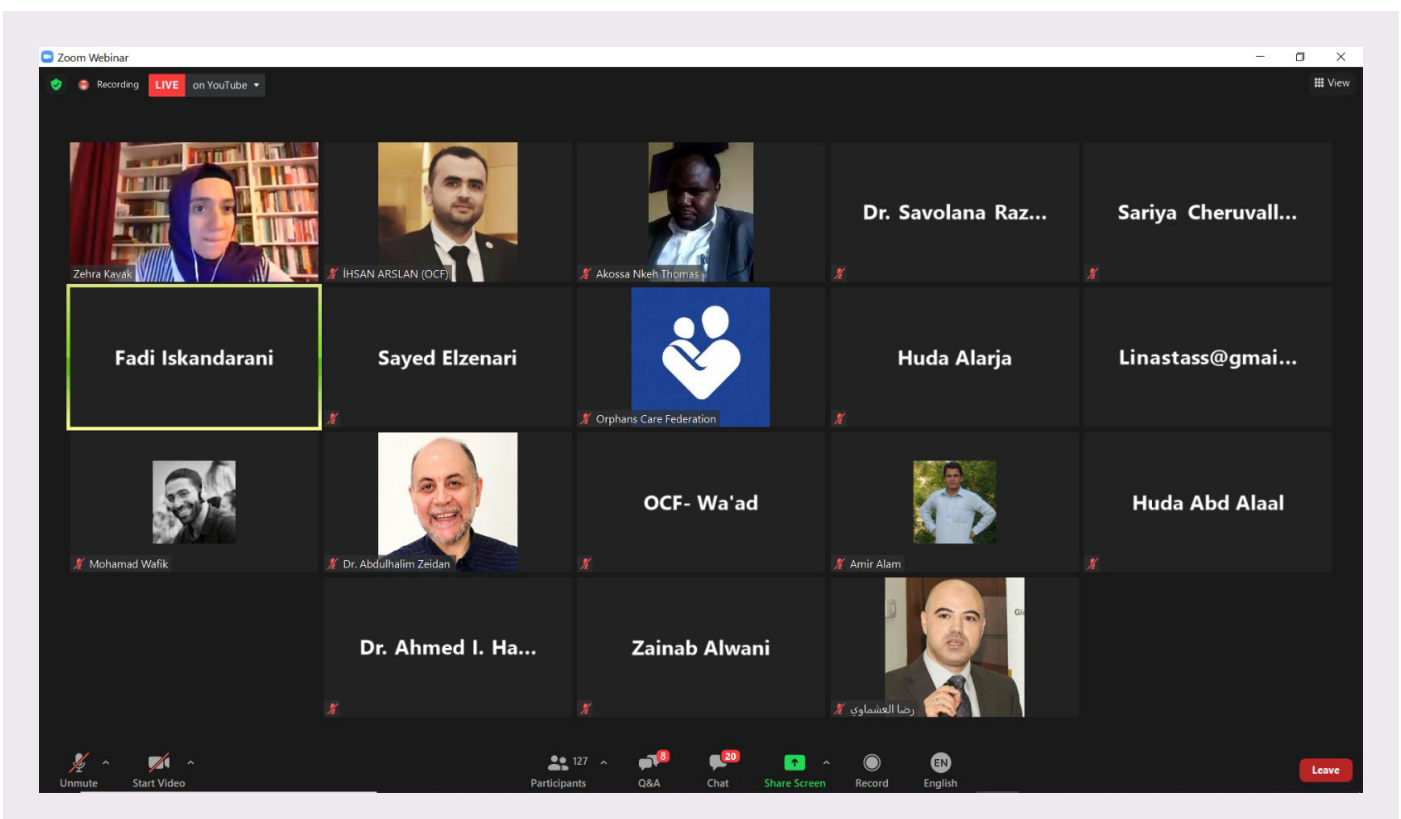 Zoom Webinar
Recording LIVE on YouTube
View
Zehra Kavak
İHSAN ARSLAN (OCF)
Akossa Nkeh Thomas
Dr. Savolana Raz...
Sariya Cheruvall...
Fadi Iskandarani
Sayed Elzenari
Orphans Care Federation
Huda Alarja
Linastass@gmai...
Mohamad Wafik
Dr. Abdulhalim Zeidan
OCF- Wa'ad
Amir Alam
Huda Abd Alaal
Dr. Ahmed I. Ha...
Zainab Alwani
Gl
رضا العشماوي
Unmute
Start Video
127
Participants
8
Q&A
20
Chat
Share Screen
Record
EN
English
Leave